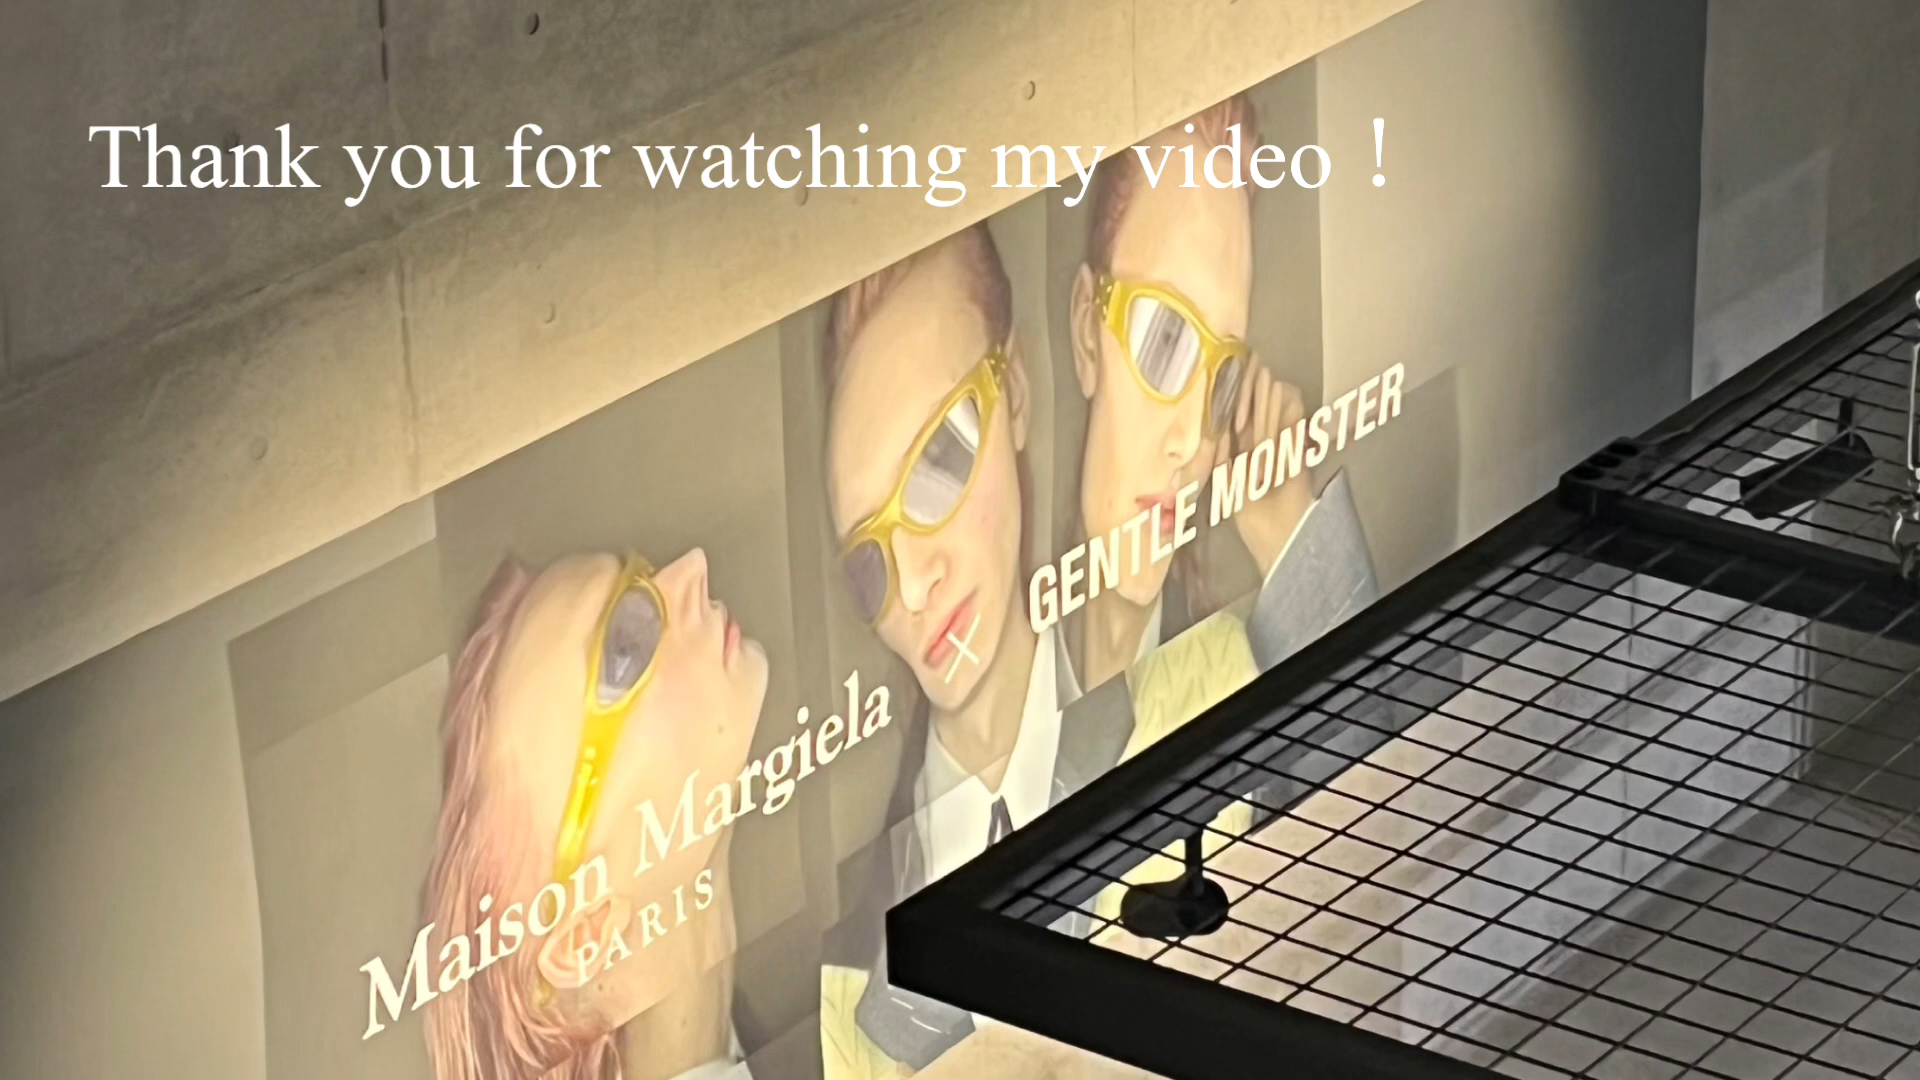 Thank you for watching my video！
Maison Margiela
PARIS
×
GENTLE MONSTER